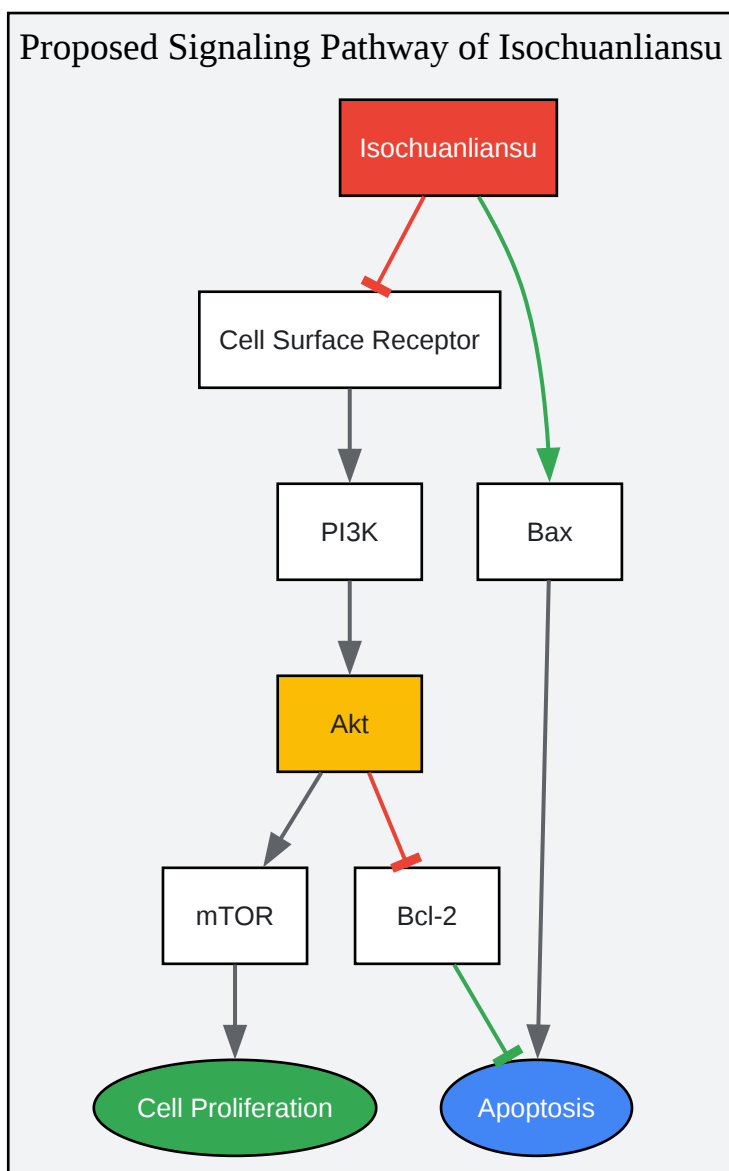 Proposed Signaling Pathway of Isochuanliansu
Isochuanliansu
Cell Surface Receptor
PI3K
Bax
Akt
mTOR
Bcl-2
Cell Proliferation
Apoptosis